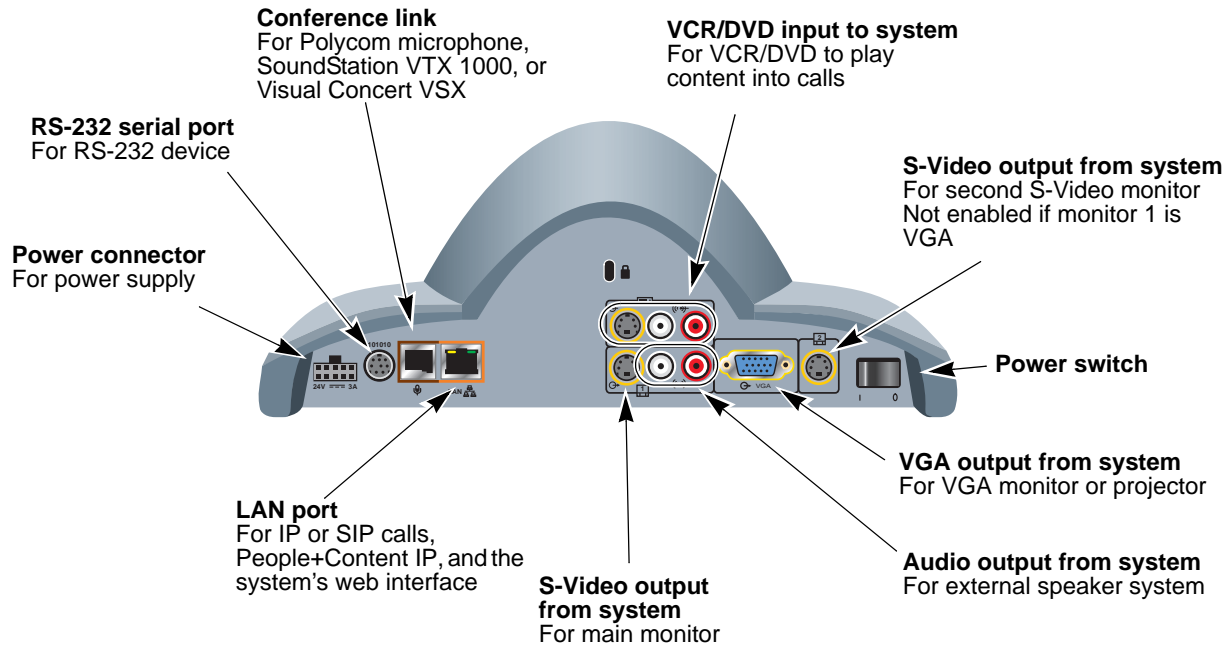 Conference link
For Polycom microphone,
SoundStation VTX 1000, or
Visual Concert VSX
VCR/DVD input to system
For VCR/DVD to play
content into calls
RS-232 serial port
For RS-232 device
S-Video output from system
For second S-Video monitor
Not enabled if monitor 1 is
VGA
Power connector
For power supply
101010
2
Power switch
24V 3A
LAN
1
VGA
I O
VGA output from system
For VGA monitor or projector
LAN port
For IP or SIP calls,
People+Content IP, and the
system's web interface
Audio output from system
For external speaker system
S-Video output
from system
For main monitor